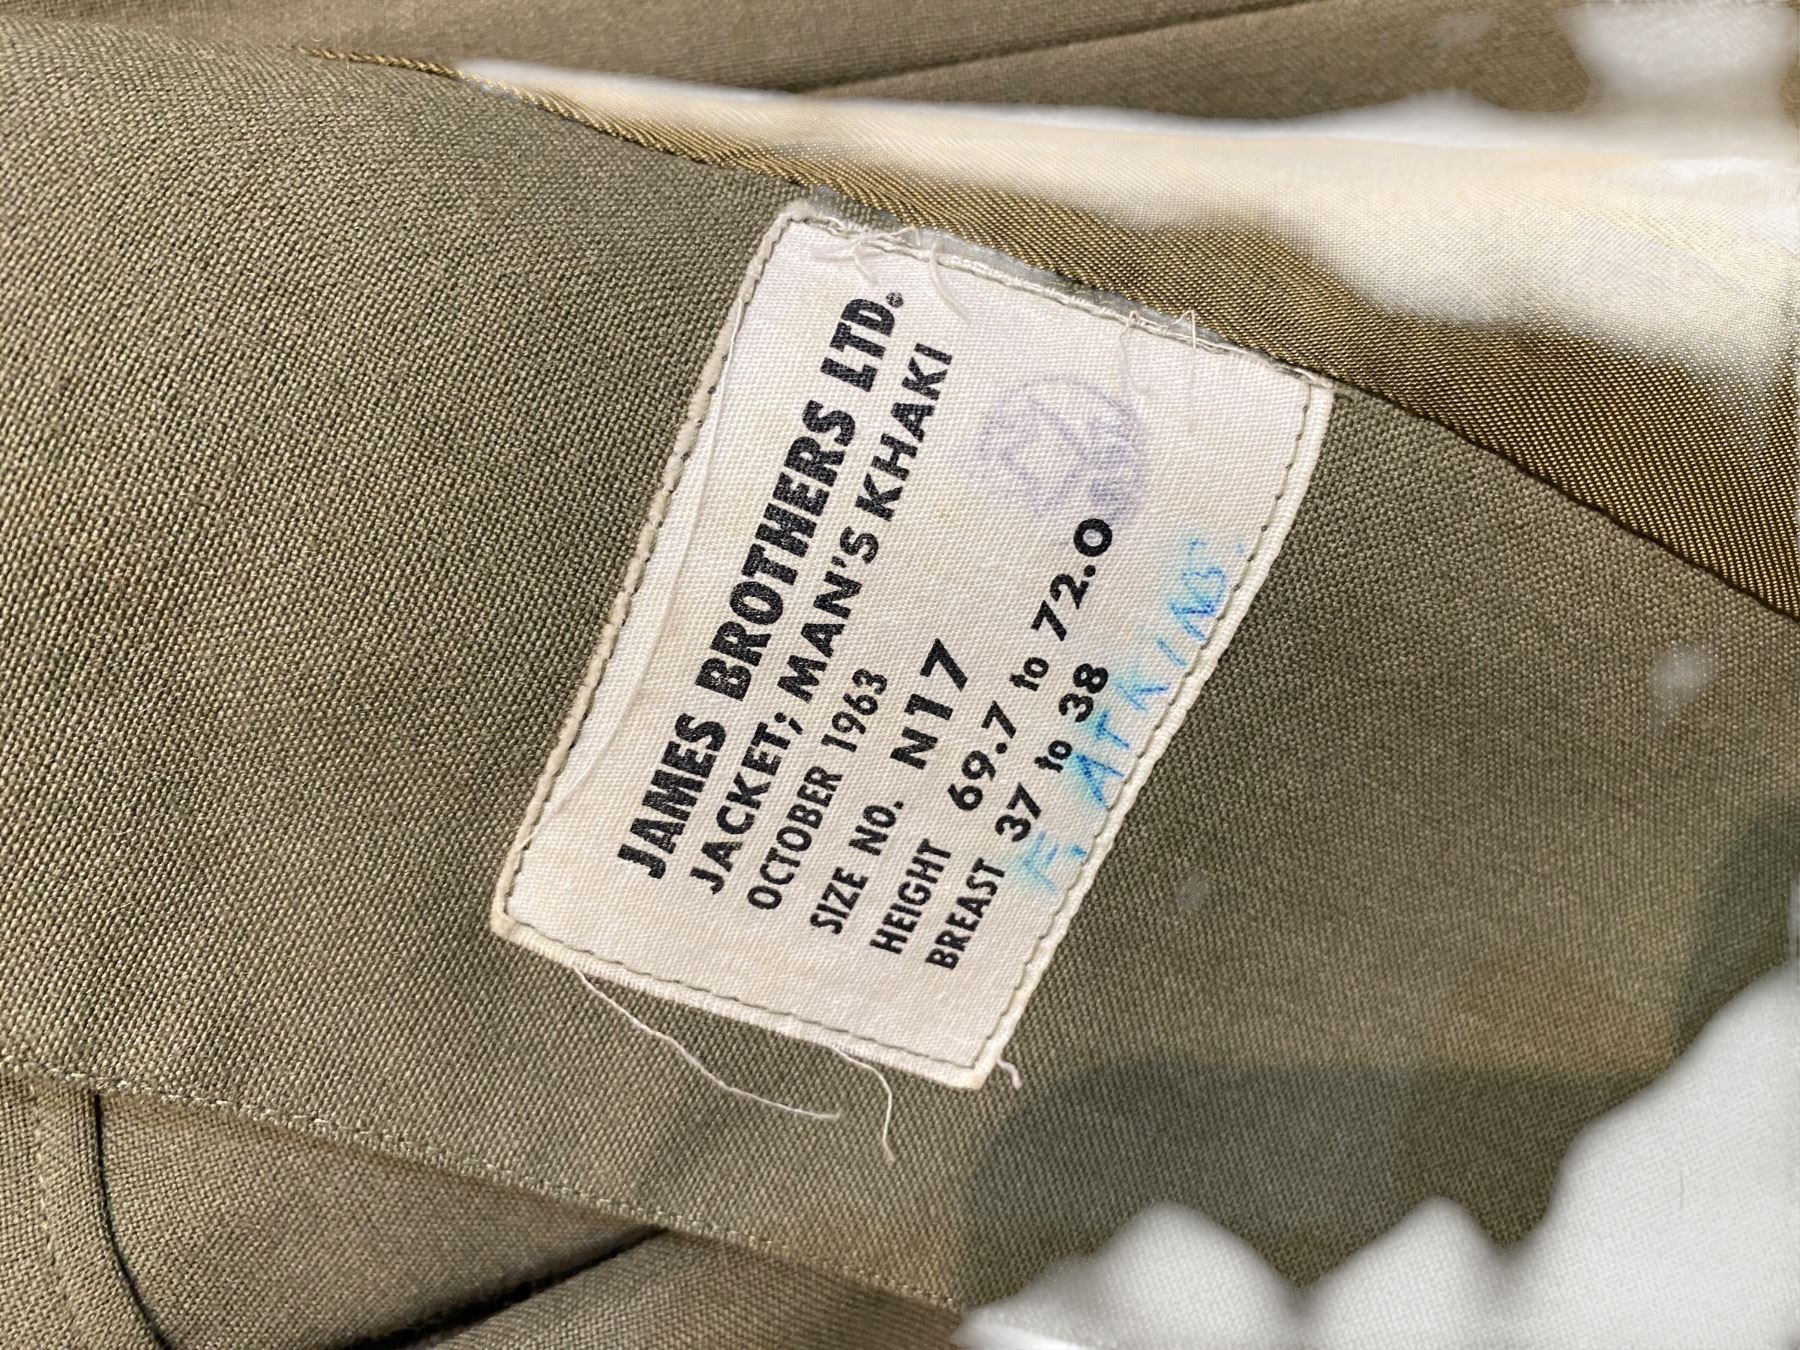 JAMES BROTHERS LTD.
JACKET; MAN'S KHAKI
OCTOBER 1963
SIZE NO. N17
HEIGHT 69.7 to 72.0
BREAST 37 to 38
F. ATKINS.